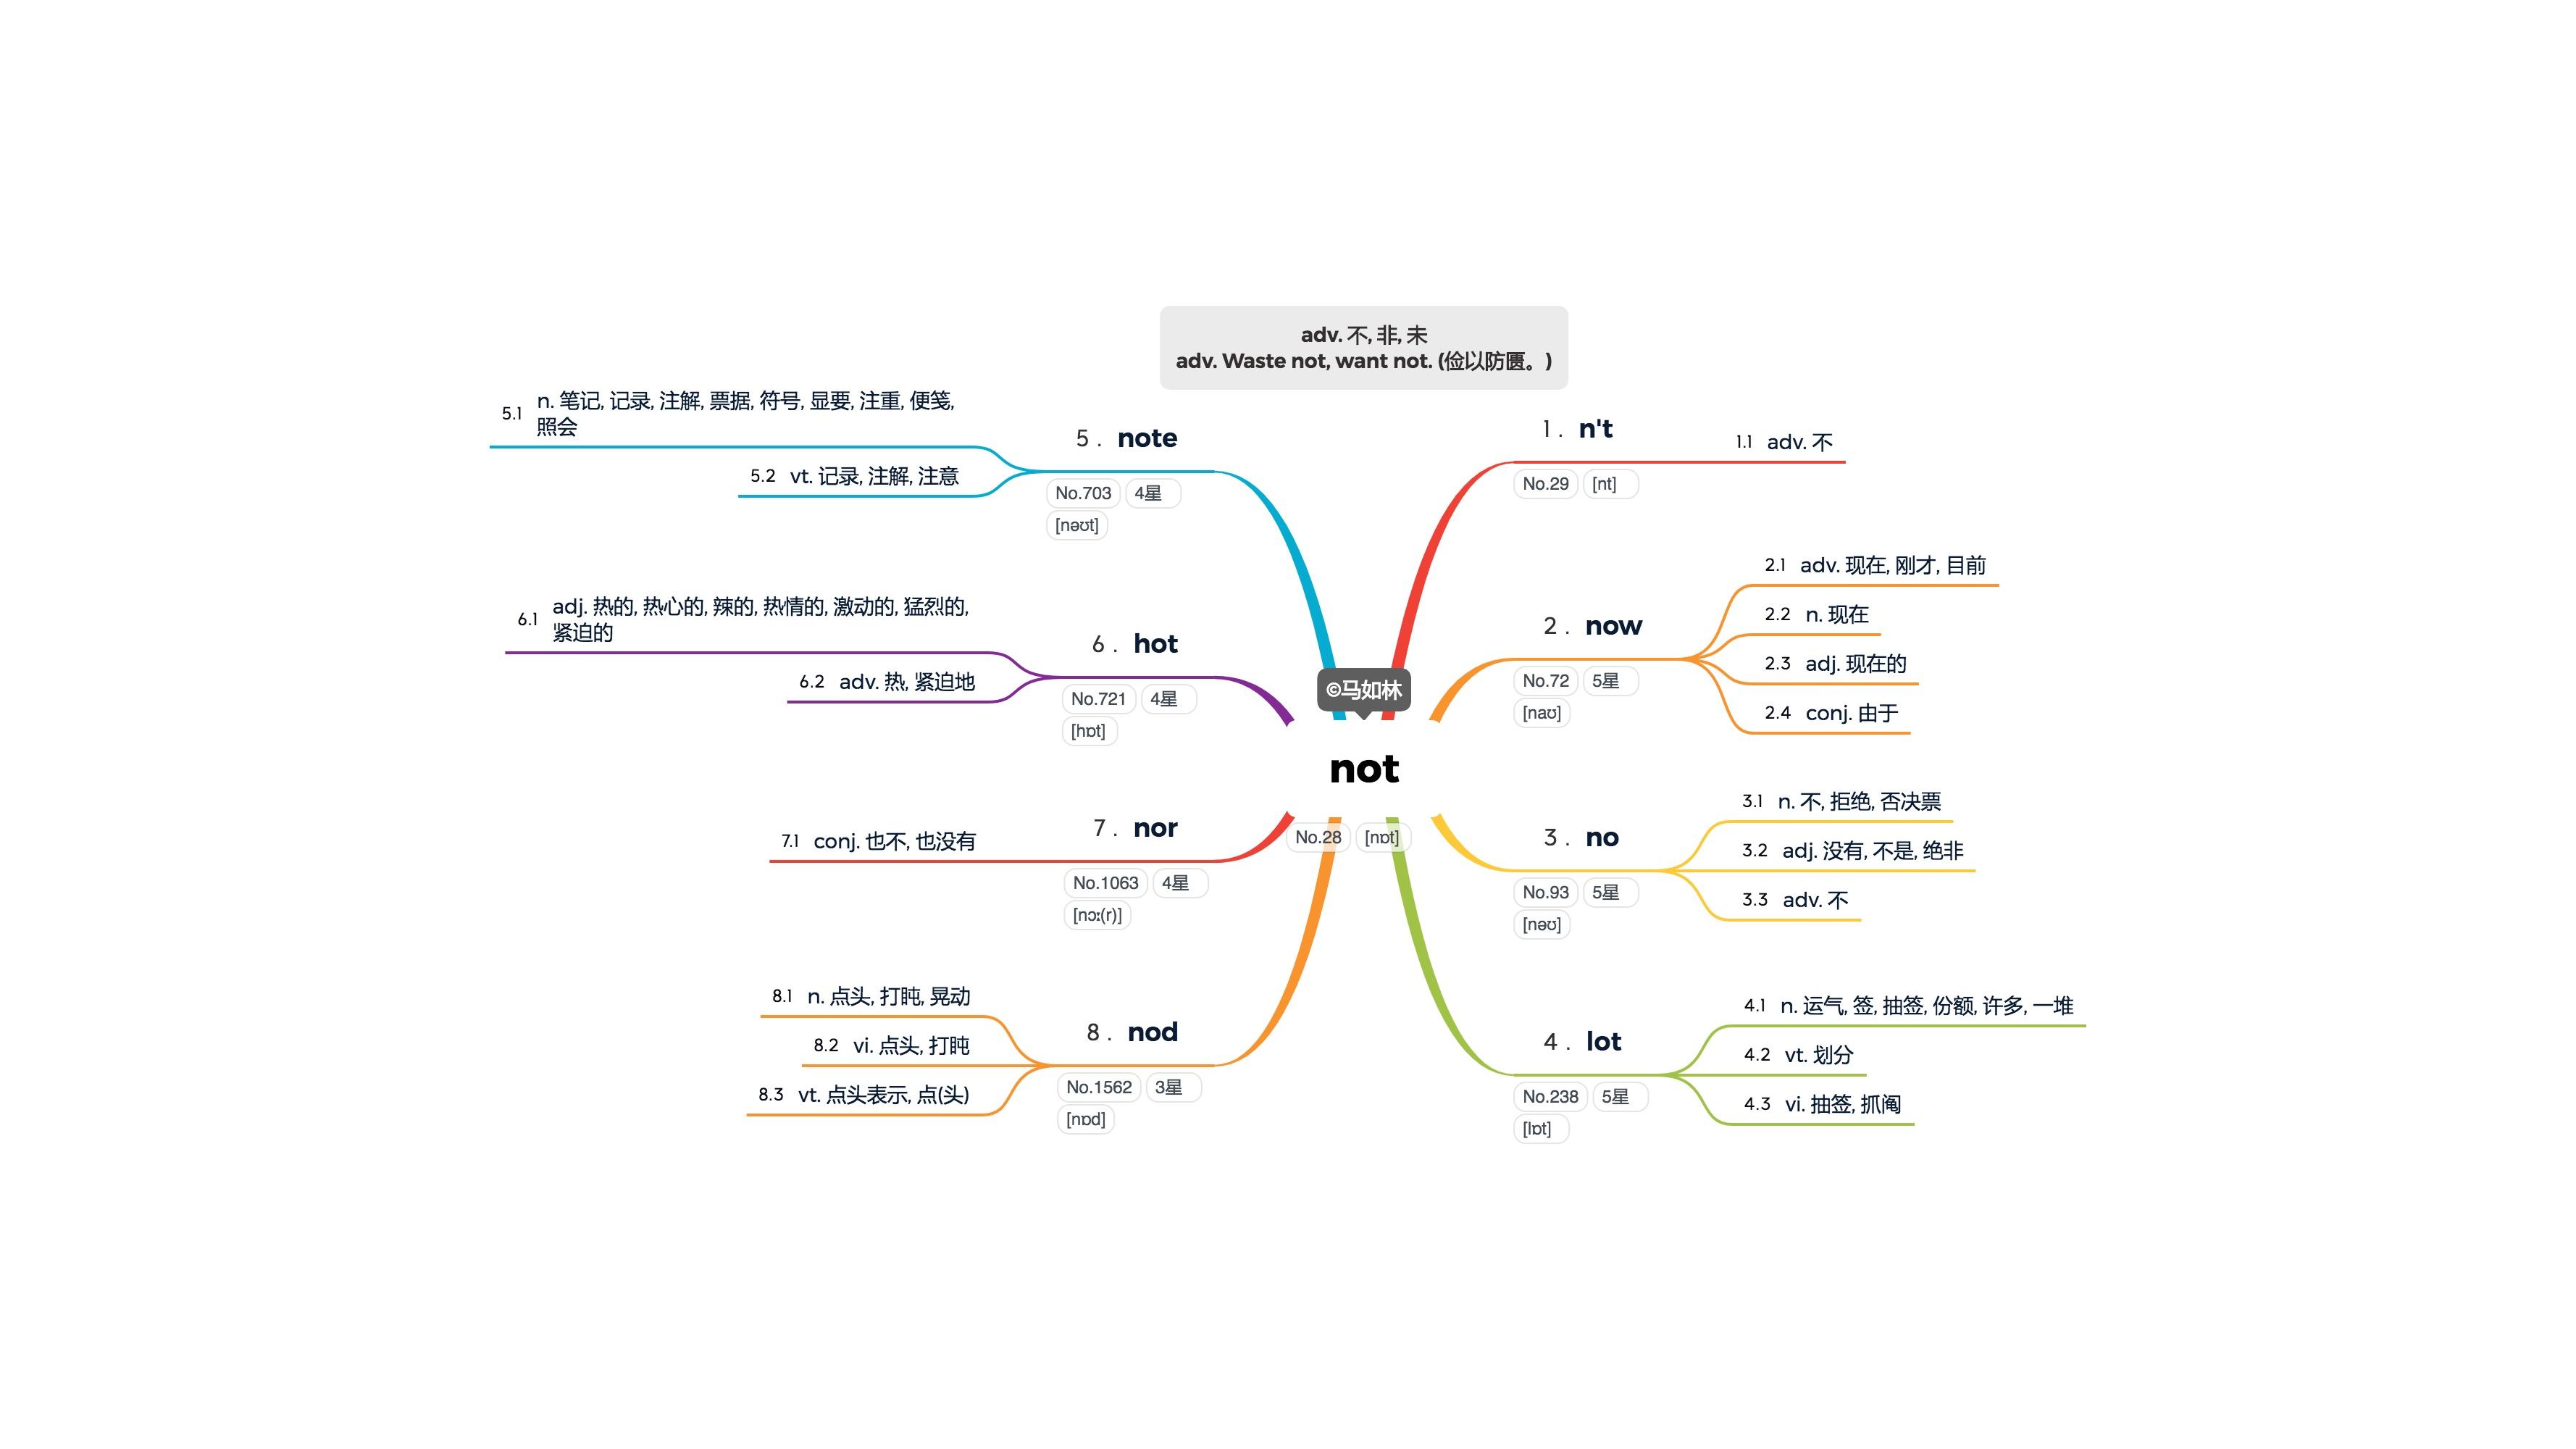 adv. 不, 非, 未
adv. Waste not, want not. (俭以防匮。)
©马如林
not
No.28 [nɒt]
1 . n't
No.29 [nt]
1.1 adv. 不
2 . now
No.72 5星
[naʊ]
2.1 adv. 现在, 刚才, 目前
2.2 n. 现在
2.3 adj. 现在的
2.4 conj. 由于
3 . no
No.93 5星
[nəʊ]
3.1 n. 不, 拒绝, 否决票
3.2 adj. 没有, 不是, 绝非
3.3 adv. 不
4 . lot
No.238 5星
[lɒt]
4.1 n. 运气, 签, 抽签, 份额, 许多, 一堆
4.2 vt. 划分
4.3 vi. 抽签, 抓阄
5 . note
No.703 4星
[nəʊt]
5.1 n. 笔记, 记录, 注解, 票据, 符号, 显要, 注重, 便笺,
照会
5.2 vt. 记录, 注解, 注意
6 . hot
No.721 4星
[hɒt]
6.1 adj. 热的, 热心的, 辣的, 热情的, 激动的, 猛烈的,
紧迫的
6.2 adv. 热, 紧迫地
7 . nor
No.1063 4星
[nɔː(r)]
7.1 conj. 也不, 也没有
8 . nod
No.1562 3星
[nɒd]
8.1 n. 点头, 打盹, 晃动
8.2 vi. 点头, 打盹
8.3 vt. 点头表示, 点(头)